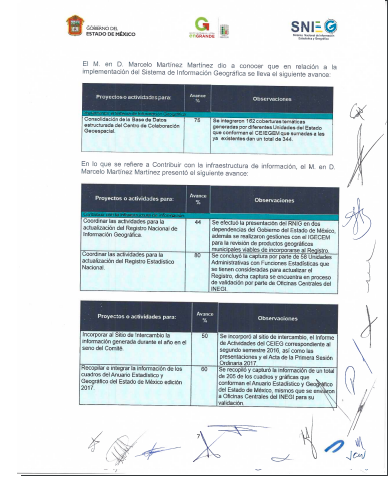 GOBIERNO DEL
ESTADO DE MÉXICO
GRANDE
SNIEG
El M. en D. Marcelo Martínez Martínez dio a conocer que en relación a la
implementación del Sistema de Información Geográfica se lleva el siguiente avance:
Proyectos o actividades para:
Avance
%
Observaciones
Consolidación de la Base de Datos
estructurada del Centro de Colaboración
Geoespacial.
75
Se integraron 162 coberturas temáticas
generadas por diferentes Unidades del Estado
que conforman el CEIEGEM que sumadas a las
ya existentes dan un total de 344.
En lo que se refiere a Contribuir con la infraestructura de información, el M. en D.
Marcelo Martínez Martínez presentó el siguiente avance:
Proyectos o actividades para:
Avance
%
Observaciones
Coordinar las actividades para la
actualización del Registro Nacional de
Información Geográfica.
44
Se efectuó la presentación del RNIG en dos
dependencias del Gobierno del Estado de México,
además se realizaron gestiones con el IGECEM
para la revisión de productos geográficos
municipales viables de incorporarse al Registro.
Coordinar las actividades para la
actualización del Registro Estadístico
Nacional.
80
Se concluyó la captura por parte de 58 Unidades
Administrativas con Funciones Estadísticas que
se tienen consideradas para actualizar el
Registro, dicha captura se encuentra en proceso
de validación por parte de Oficinas Centrales del
INEGI.
Proyectos o actividades para:
Avance
%
Observaciones
Incorporar al Sitio de Intercambio la
información generada durante el año en el
seno del Comité.
50
Se incorporó al sitio de intercambio, el Informe
de Actividades del CEIEG correspondiente al
segundo semestre 2016, así como las
presentaciones y el Acta de la Primera Sesión
Ordinaria 2017.
Recopilar e integrar la información de los
cuadros del Anuario Estadístico y
Geográfico del Estado de México edición
2017.
60
Se recopiló y capturó la información de un total
de 205 de los cuadros y gráficas que
conforman el Anuario Estadístico y Geográfico
del Estado de México, mismos que se enviaron
a Oficinas Centrales del INEGI para su
validación.